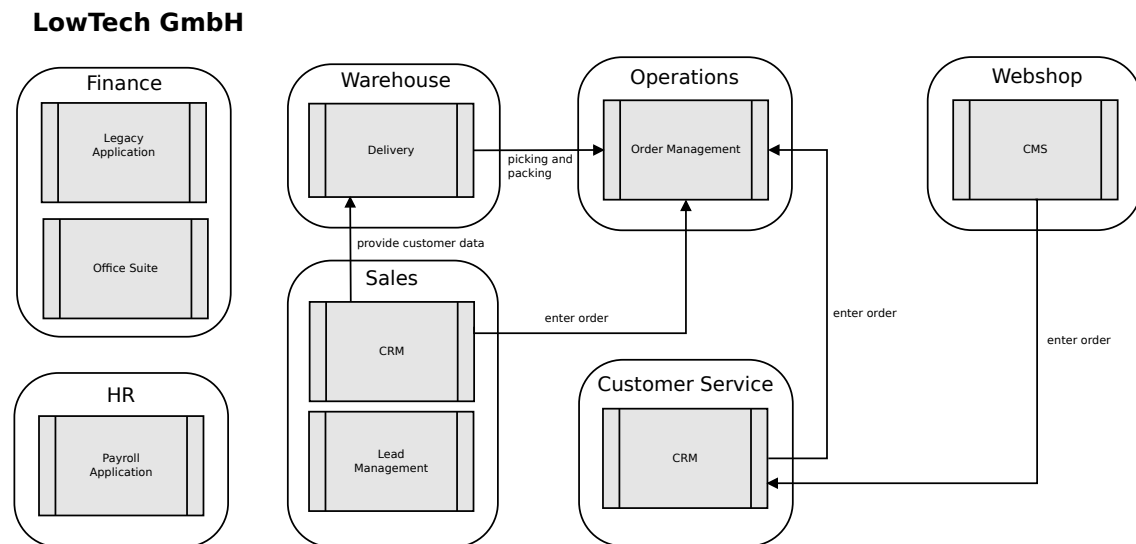 LowTech GmbH
Finance
Legacy
Application
Office Suite
HR
Payroll
Application
Warehouse
Delivery
picking and
packing
provide customer data
Sales
CRM
enter order
Lead
Management
Operations
Order Management
enter order
Customer Service
CRM
Webshop
CMS
enter order